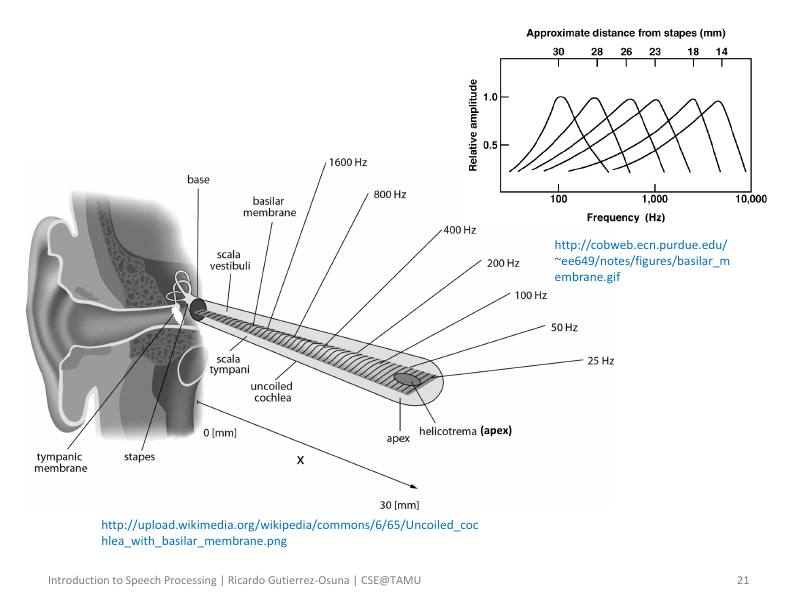 Approximate distance from stapes (mm)
30 28 26 23 18 14
Relative amplitude
1.0
0.5
100 1,000 10,000
Frequency (Hz)
http://cobweb.ecn.purdue.edu/
~ee649/notes/figures/basilar_m
embrane.gif
1600 Hz
base
800 Hz
basilar
membrane
400 Hz
scala
vestibuli
200 Hz
100 Hz
50 Hz
25 Hz
scala
tympani
uncoiled
cochlea
helicotrema (apex)
apex
0 [mm]
tympanic
membrane
stapes
x
30 [mm]
http://upload.wikimedia.org/wikipedia/commons/6/65/Uncoiled_coc
hlea_with_basilar_membrane.png
Introduction to Speech Processing | Ricardo Gutierrez-Osuna | CSE@TAMU
21